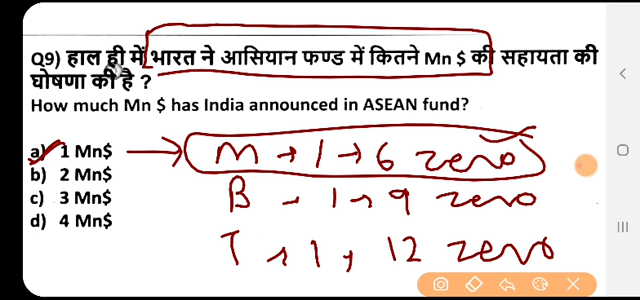 Q9) हाल ही में भारत ने आसियान फण्ड में कितने Mn $ की सहायता की
घोषणा की है ?
How much Mn $ has India announced in ASEAN fund?
a) 1 Mn$
M → 1 → 6 zero
b) 2 Mn$
B → 1 → 9 zero
c) 3 Mn$
d) 4 Mn$
T → 1 → 12 zero